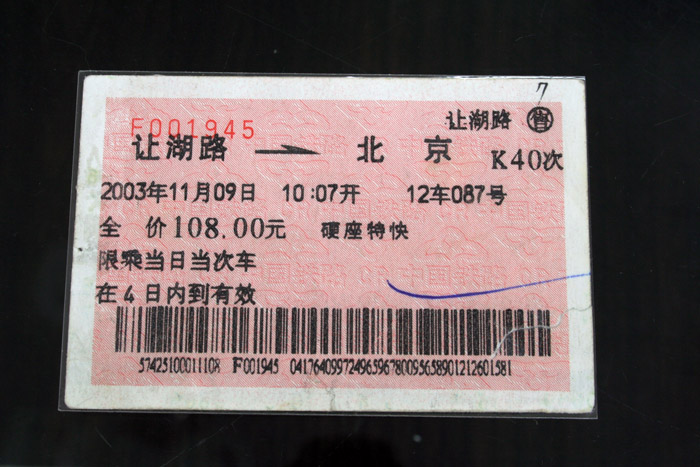 7
让湖路 售
F001945
让湖路 → 北京 K40次
2003年11月09日 10:07开 12车087号
全 价108.00元 硬座特快
限乘当日当次车
在4日内到有效
57425100011108 F001945 04176409972496596780095658901212601581